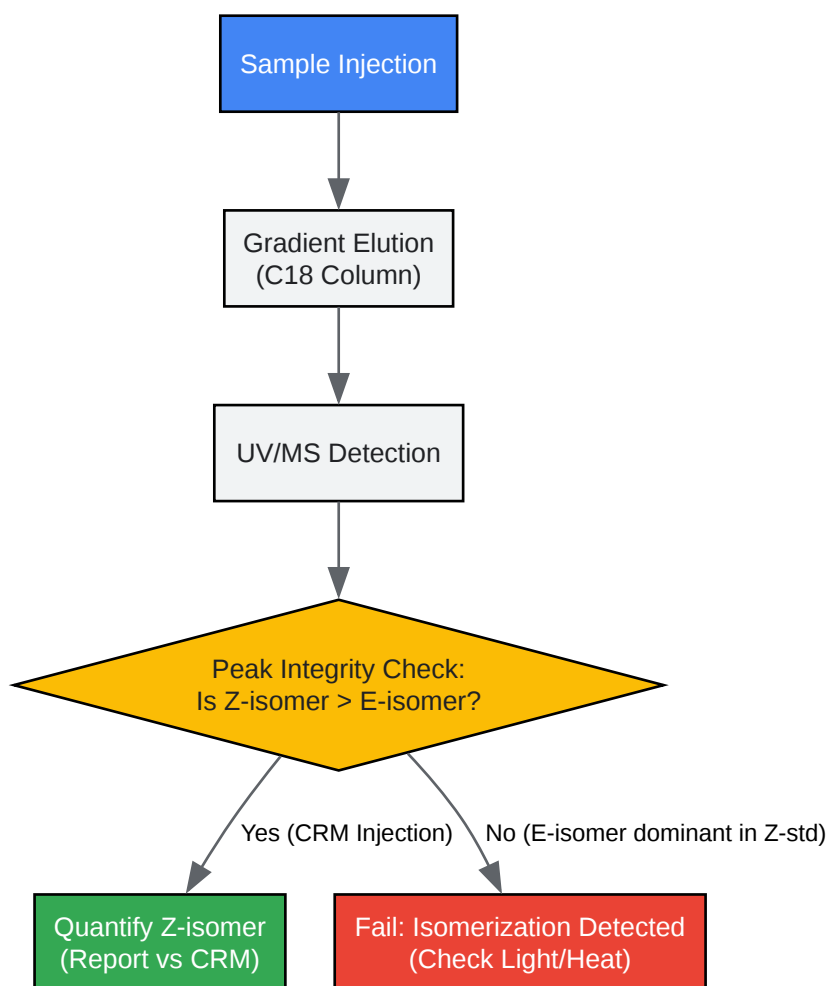 Sample Injection
Gradient Elution
(C18 Column)
UV/MS Detection
Peak Integrity Check:
Is Z-isomer > E-isomer?
Yes (CRM Injection)
No (E-isomer dominant in Z-std)
Quantify Z-isomer
(Report vs CRM)
Fail: Isomerization Detected
(Check Light/Heat)